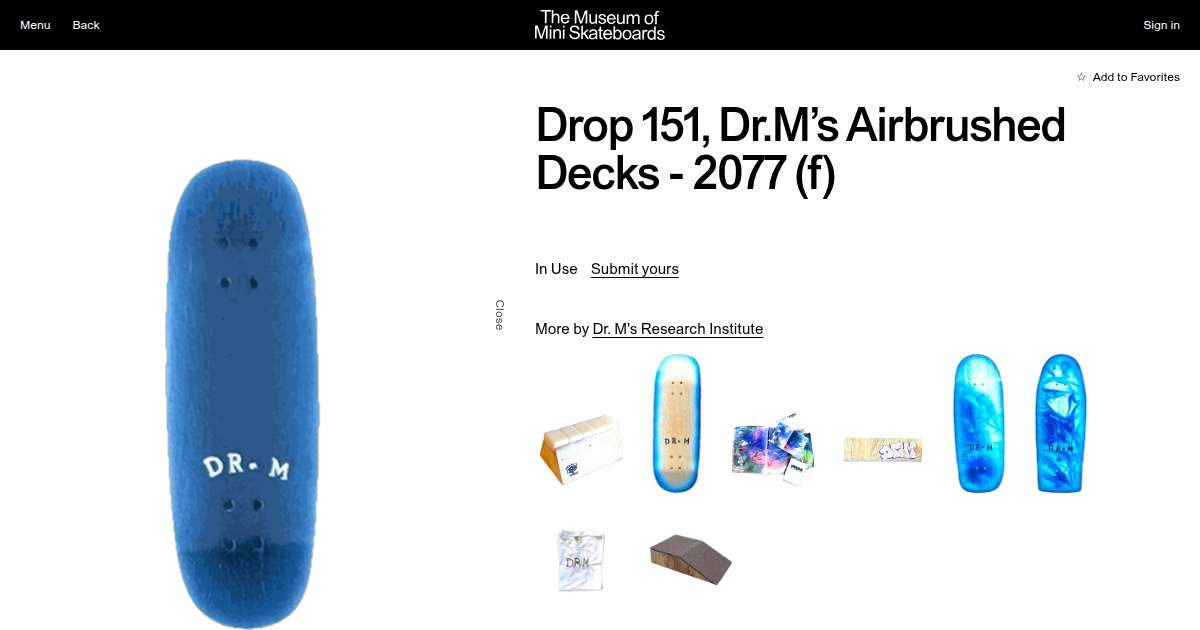 Menu Back
The Museum of
Mini Skateboards
Sign in
☆ Add to Favorites
Drop 151, Dr.M’s Airbrushed
Decks - 2077 (f)
In Use Submit yours
Close
More by Dr. M's Research Institute
DR. M
DR. M
DR. M
DR. M
DR.M